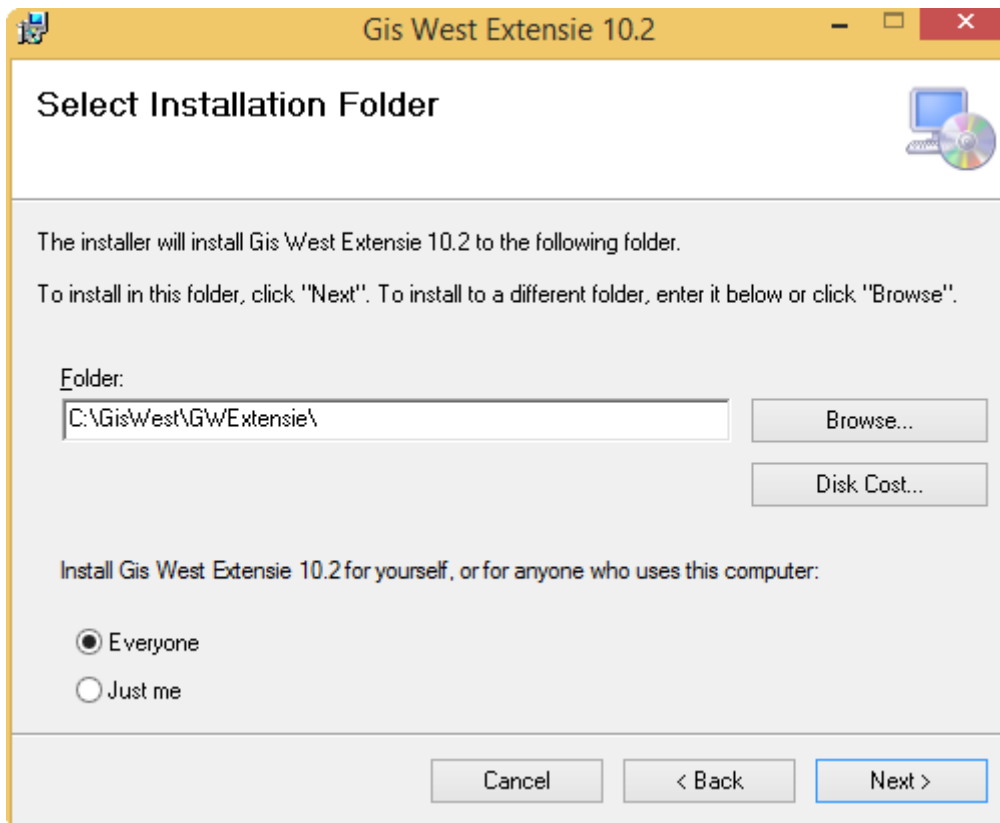 Gis West Extensie 10.2
Select Installation Folder
The installer will install Gis West Extensie 10.2 to the following folder.
To install in this folder, click "Next". To install to a different folder, enter it below or click "Browse".
Folder:
C:\GisWest\GWExtensie\
Browse...
Disk Cost...
Install Gis West Extensie 10.2 for yourself, or for anyone who uses this computer:
Everyone
Just me
Cancel
< Back
Next >